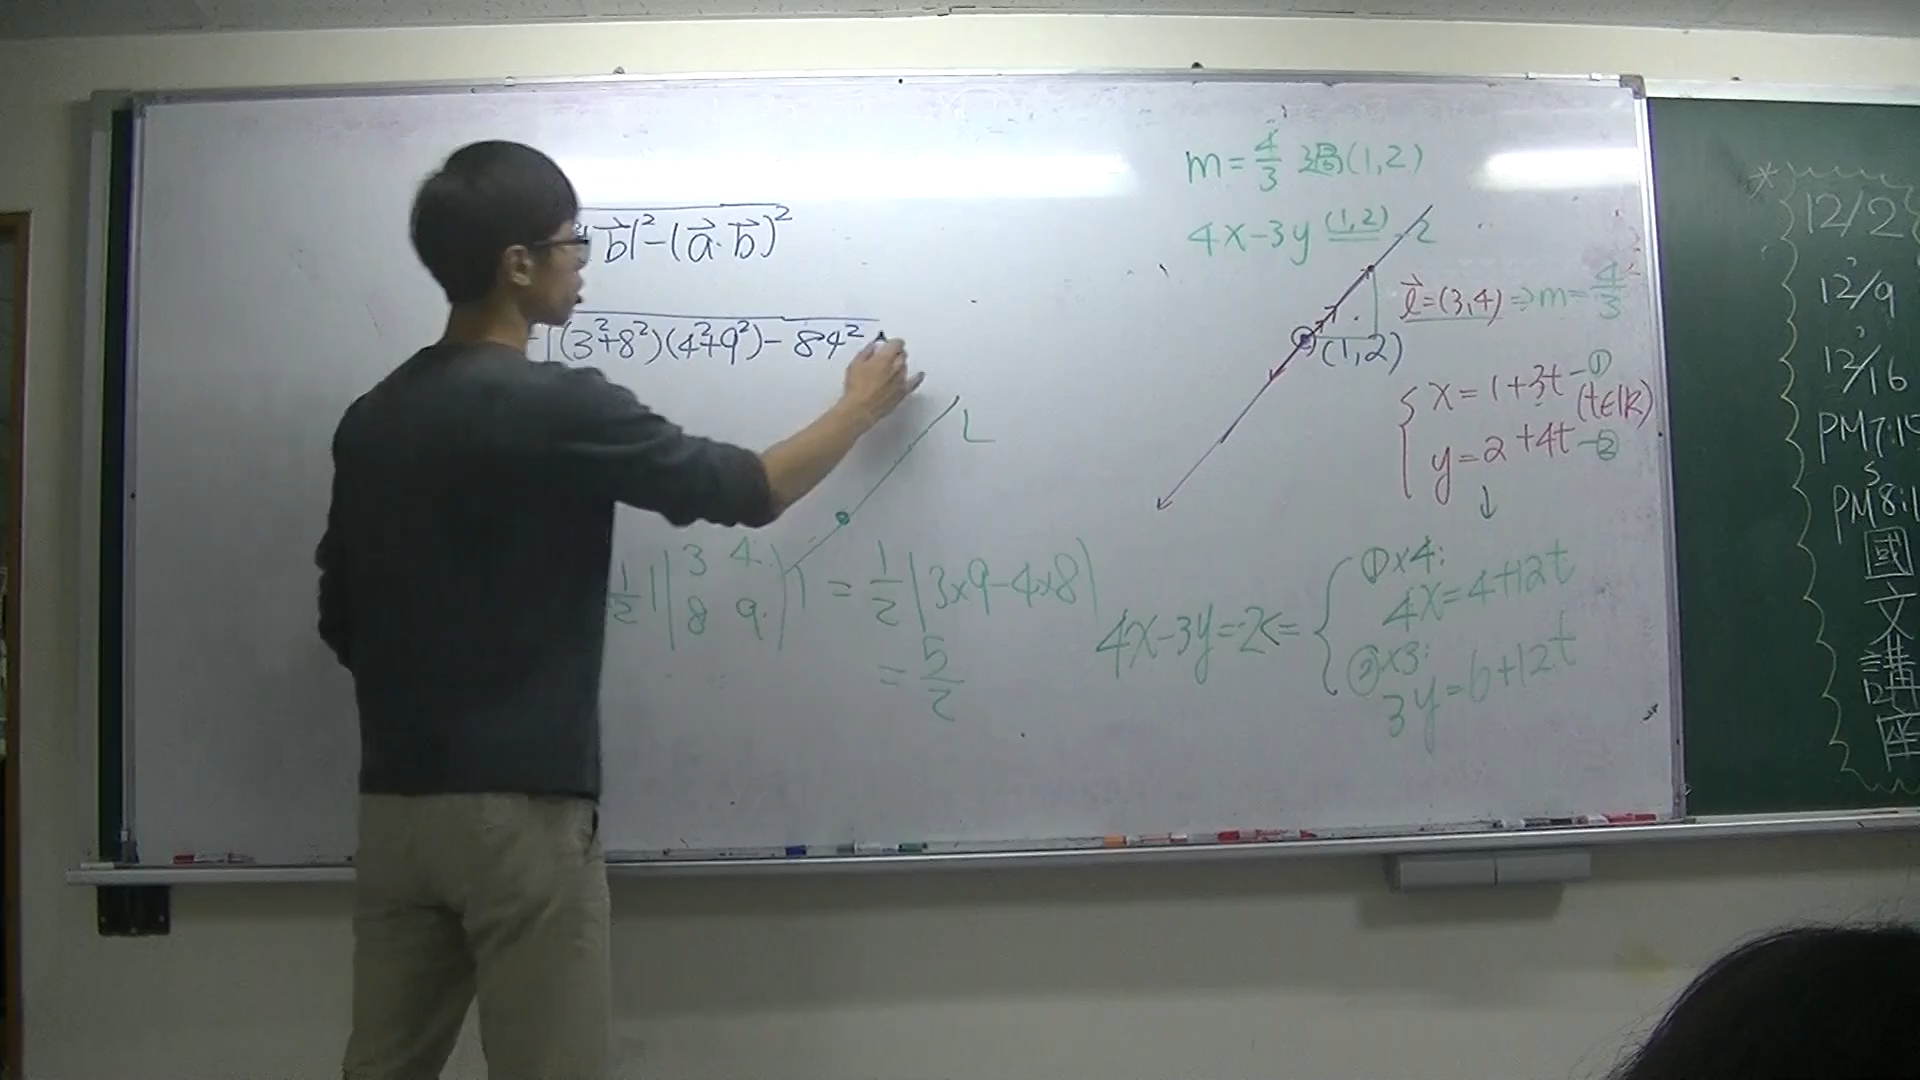 b|²-(a·b)²
(3²+8²)(4²+9²)-84²
L
1/2||3 4
8 9||=1/2|3x9-4x8|
=5/2
m=4/3 過(1,2)
4x-3y (1,2) -2
l=(3,4)⇒m=4/3
(1,2)
x=1+3t-①
(t∈R)
y=2+4t-②
↓
①x4:
4x=4+12t
4x-3y=-2<=
②x3:
3y=6+12t
12/2
12/9
12/16
PM7:15
PM8:1
國文講座